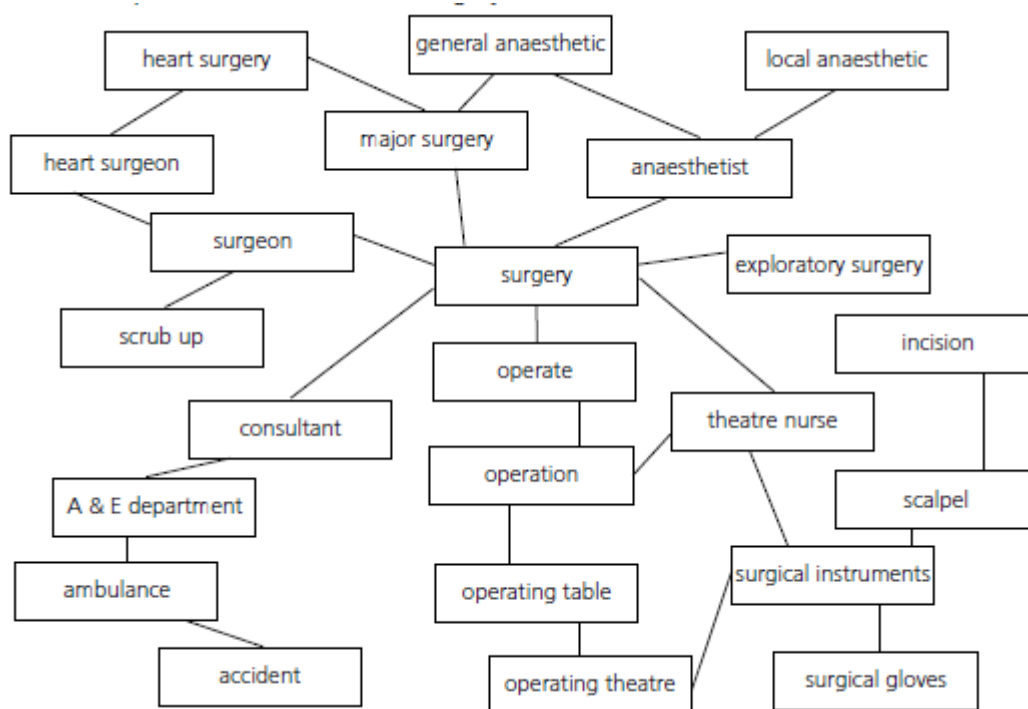 heart surgery
general anaesthetic
local anaesthetic
major surgery
heart surgeon
anaesthetist
surgeon
surgery
exploratory surgery
scrub up
incision
operate
consultant
theatre nurse
operation
A & E department
scalpel
ambulance
operating table
surgical instruments
accident
operating theatre
surgical gloves